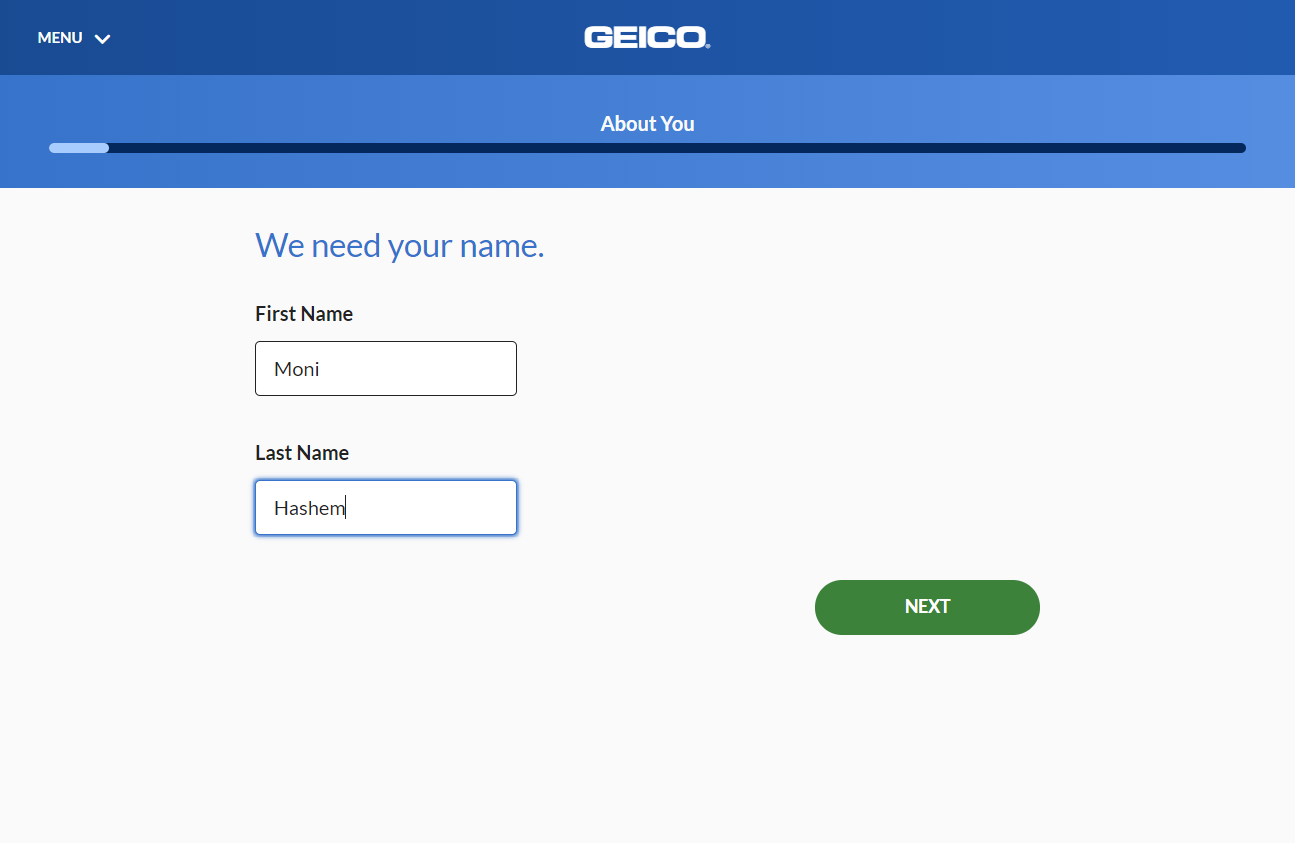 MENU
GEICO®
About You
We need your name.
First Name
Moni
Last Name
Hashem
NEXT